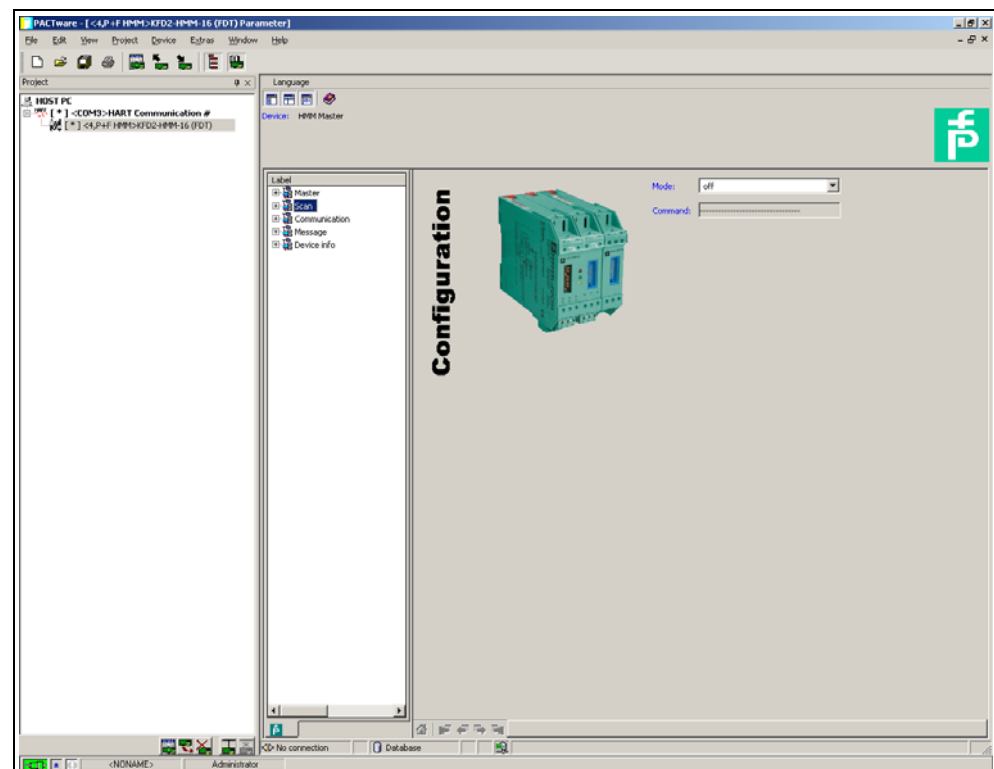 PACTware - [ <4,P+F HMM>KFD2-HMM-16 (FDT) Parameter]
File Edit View Project Device Extras Window Help
Project
HOST PC
[ * ] <COM3>HART Communication #
[ * ] <4,P+F HMM>KFD2-HMM-16 (FDT)
Language
Device: HMM Master
Label
Master
Scan
Communication
Message
Device info
Configuration
Mode: off
Command:
No connection Database
<NONAME> Administrator